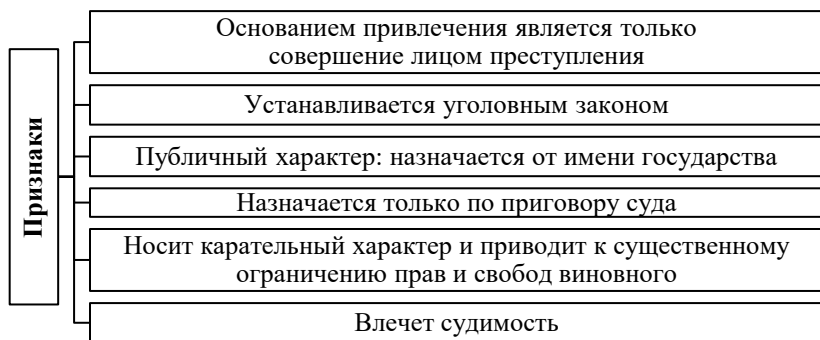 Признаки
Основанием привлечения является только
совершение лицом преступления
Устанавливается уголовным законом
Публичный характер: назначается от имени государства
Назначается только по приговору суда
Носит карательный характер и приводит к существенному
ограничению прав и свобод виновного
Влечет судимость